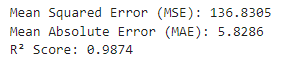 Mean Squared Error (MSE): 136.8305
Mean Absolute Error (MAE): 5.8286
R² Score: 0.9874